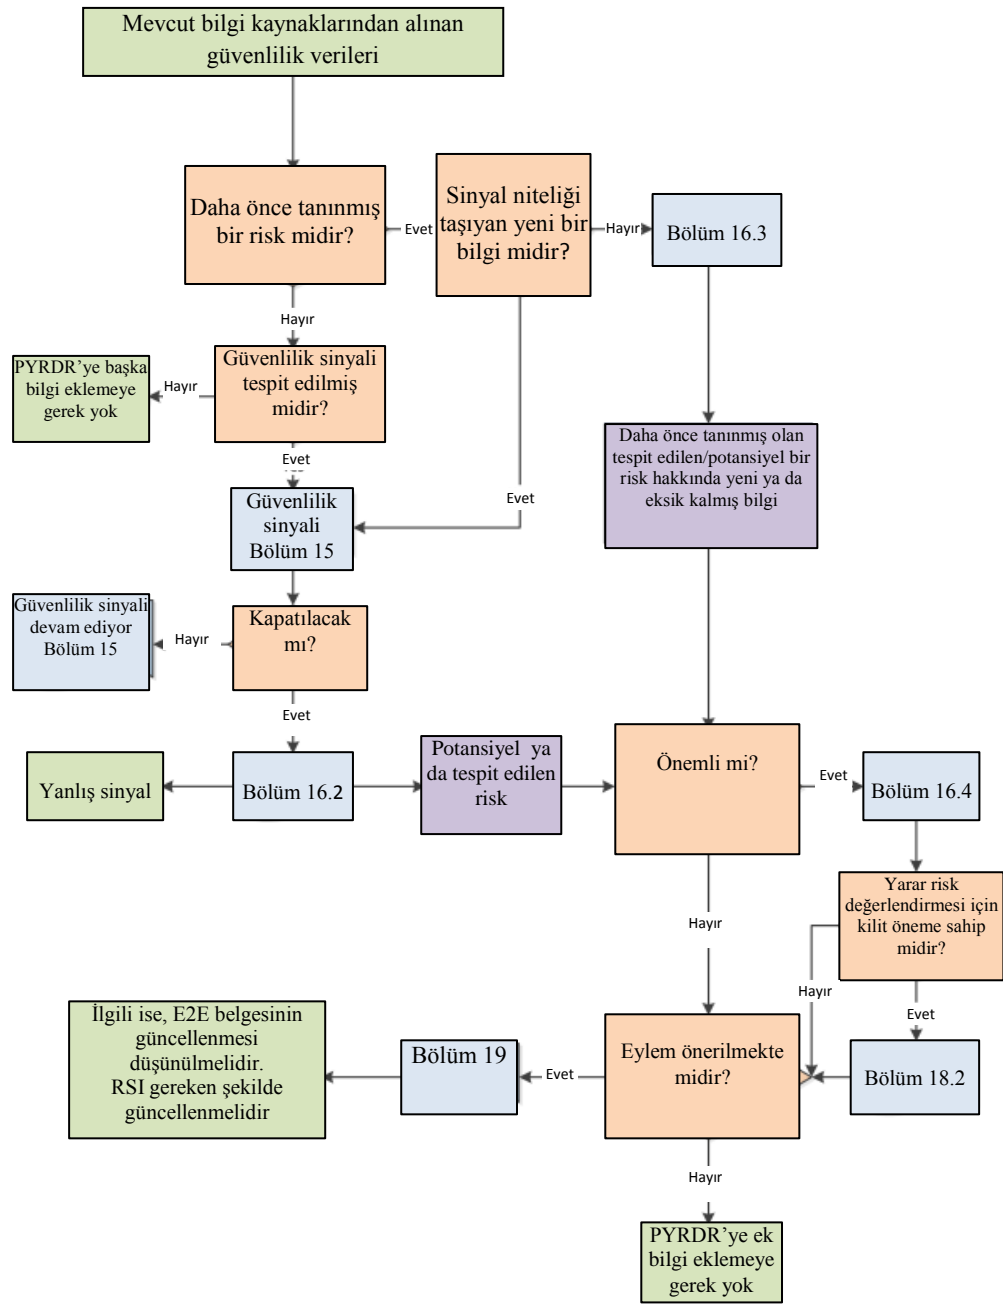 Mevcut bilgi kaynaklarından alınan
güvenlilik verileri
Daha önce tanınmış
bir risk midir?
Evet
Sinyal niteliği
taşıyan yeni bir
bilgi midir?
Hayır
Bölüm 16.3
Hayır
PYRDR’ye başka
bilgi eklemeye
gerek yok
Hayır
Güvenlilik sinyali
tespit edilmiş
midir?
Daha önce tanınmış olan
tespit edilen/potansiyel bir
risk hakkında yeni ya da
eksik kalmış bilgi
Evet
Güvenlilik
sinyali
Bölüm 15
Evet
Güvenlilik sinyali
devam ediyor
Bölüm 15
Hayır
Kapatılacak
mı?
Evet
Yanlış sinyal
Bölüm 16.2
Potansiyel ya
da tespit edilen
risk
Önemli mi?
Evet
Bölüm 16.4
Yarar risk
değerlendirmesi için
kilit öneme sahip
midir?
Hayır
Hayır
Evet
İlgili ise, E2E belgesinin
güncellenmesi
düşünülmelidir.
RSI gereken şekilde
güncellenmelidir
Bölüm 19
Evet
Eylem önerilmekte
midir?
Bölüm 18.2
Hayır
PYRDR’ye ek
bilgi eklemeye
gerek yok